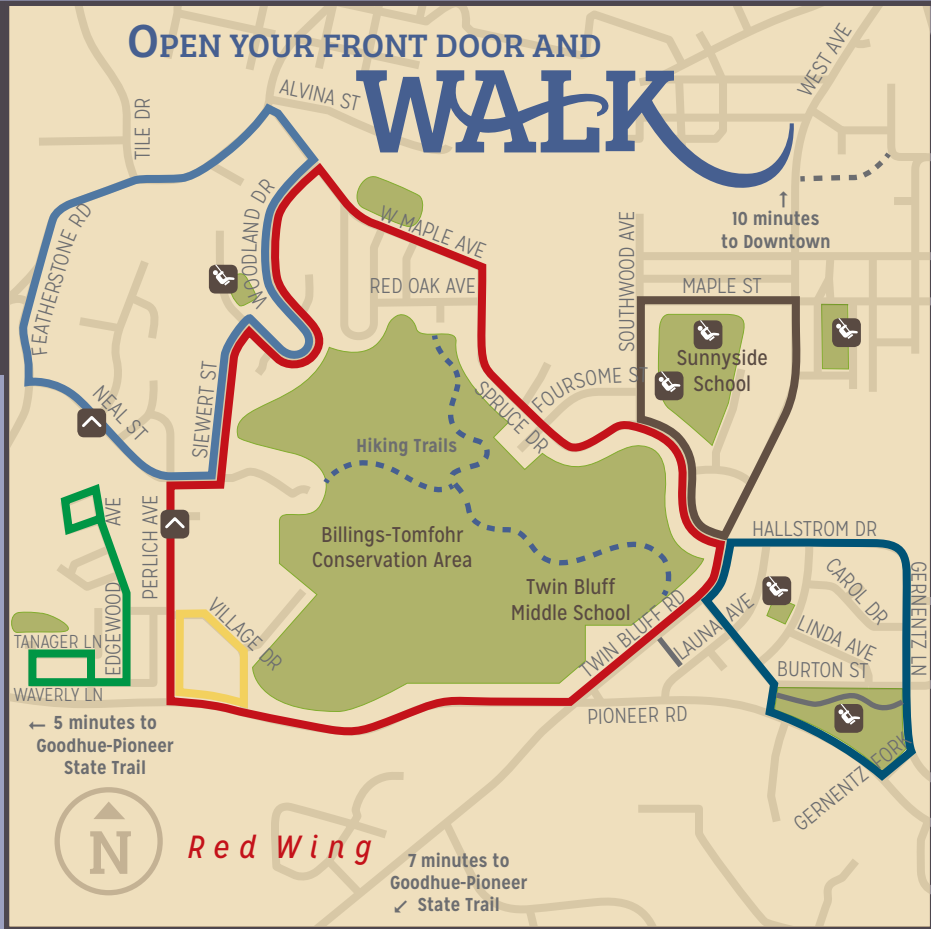 OPEN YOUR FRONT DOOR AND
WALK
ALVINA ST
WEST AVE
TILE DR
10 minutes
to Downtown
FEATHERSTONE RD
WOODLAND DR
W MAPLE AVE
RED OAK AVE
SOUTHWOOD AVE
MAPLE ST
Sunnyside
School
NEAL ST
SIEWERT ST
SPRUCE DR
FOURSOME ST
Hiking Trails
Billings-Tomfohr
Conservation Area
Twin Bluff
Middle School
HALLSTROM DR
EDGEWOOD AVE
PERLICH AVE
VILLAGE DR
TWIN BLUFF RD
LAUNA AVE
CAROL DR
GERNENTZ LN
LINDA AVE
BURTON ST
TANAGER LN
WAVERLY LN
PIONEER RD
GERNENTZ FORK
← 5 minutes to
Goodhue-Pioneer
State Trail
N
Red Wing
7 minutes to
Goodhue-Pioneer
↙ State Trail